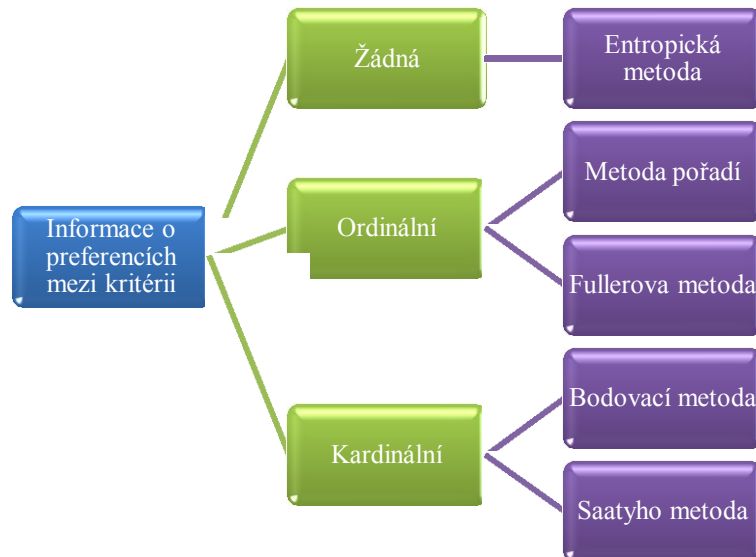 Informace o
preferencích
mezi kritérii
Žádná
Entropická
metoda
Ordinální
Metoda pořadí
Fullerova metoda
Kardinální
Bodovací metoda
Saatyho metoda